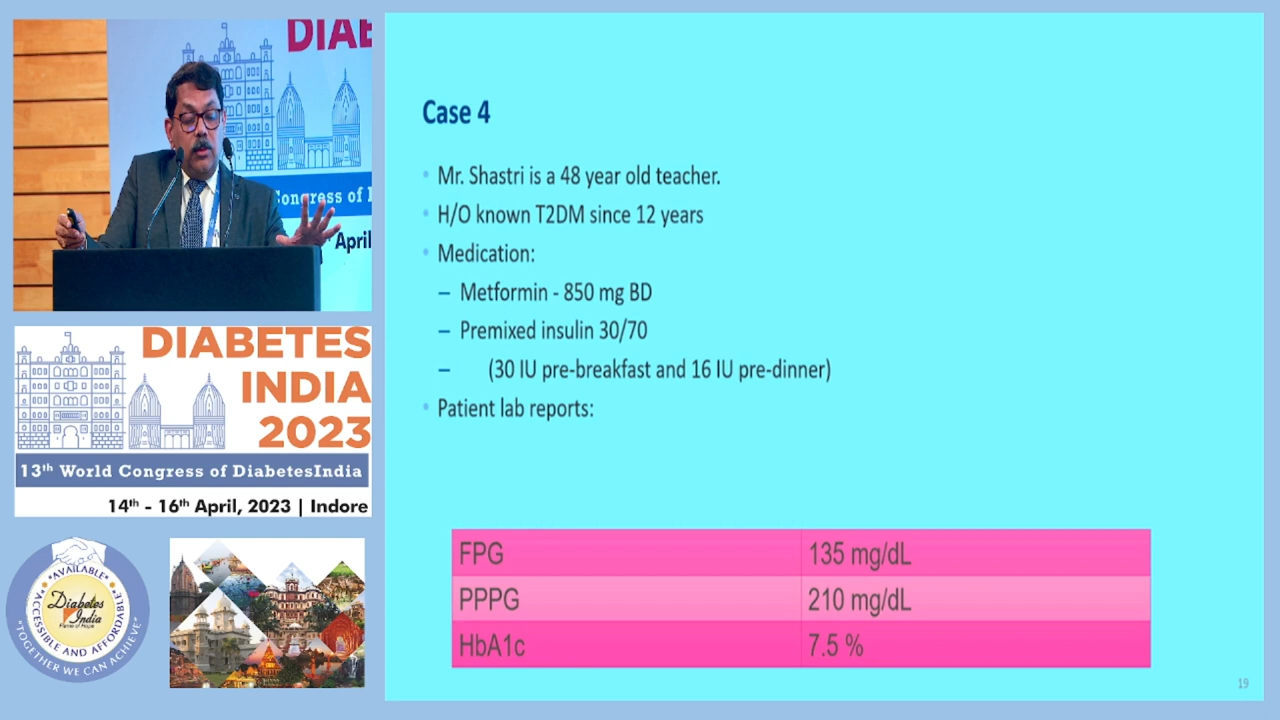 DIAB
Congress of I
April
DIABETES
INDIA
2023
13th World Congress of DiabetesIndia
14th - 16th April, 2023 | Indore
*AVAILABLE*
*ACCESSIBLE AND AFFORDABLE*
"TOGETHER WE CAN ACHIEVE"
Diabetes
India
Case 4
• Mr. Shastri is a 48 year old teacher.
• H/O known T2DM since 12 years
• Medication:
– Metformin - 850 mg BD
– Premixed insulin 30/70
– (30 IU pre-breakfast and 16 IU pre-dinner)
• Patient lab reports:
FPG 135 mg/dL
PPPG 210 mg/dL
HbA1c 7.5 %
19